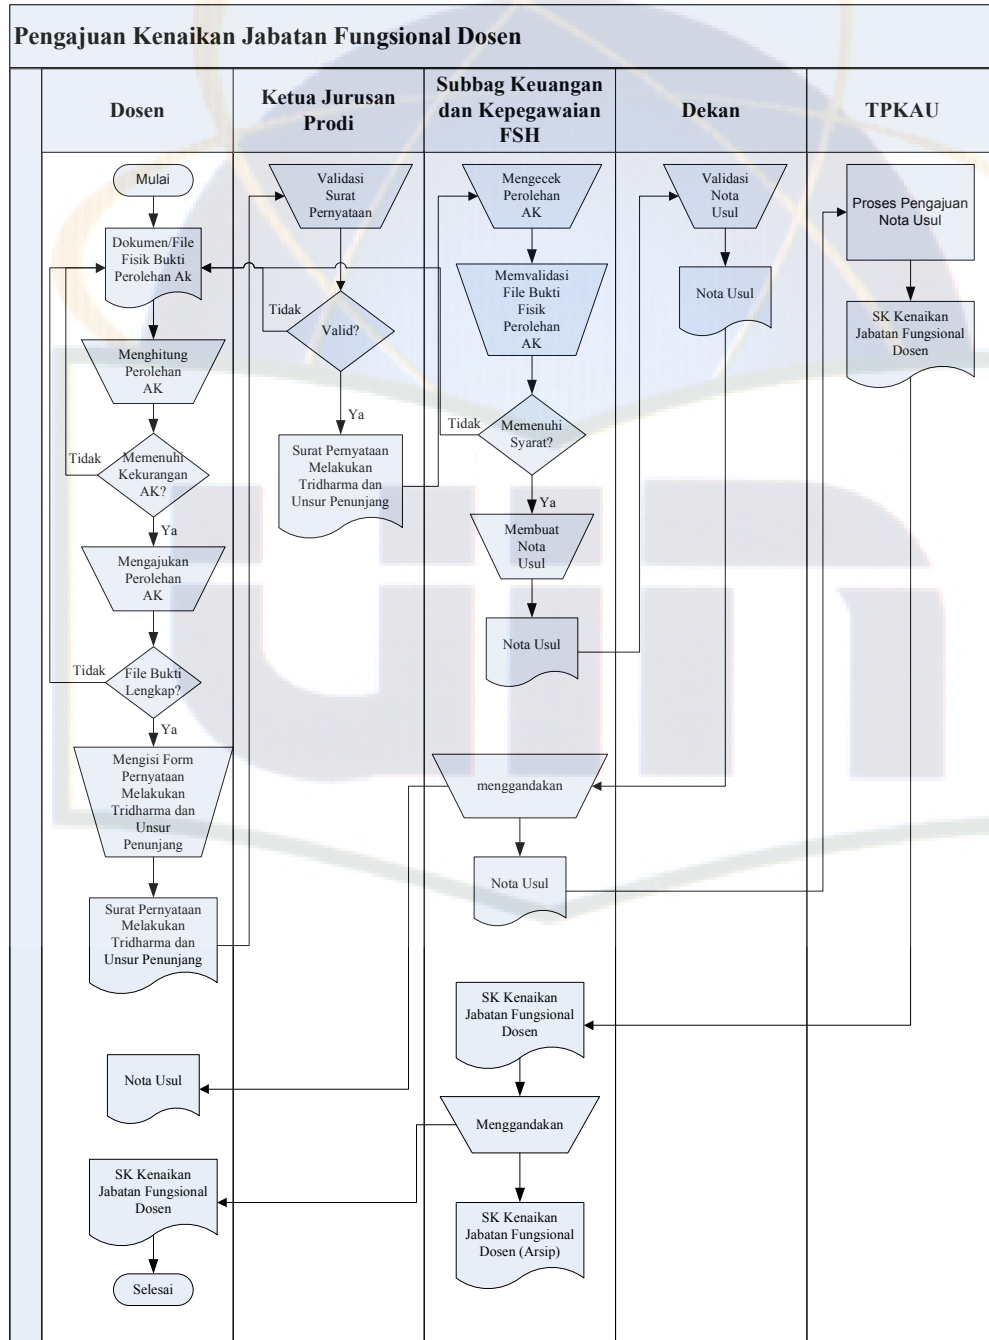 Pengajuan Kenaikan Jabatan Fungsional Dosen
Dosen
Ketua Jurusan
Prodi
Subbag Keuangan
dan Kepegawaian
FSH
Dekan
TPKAU
Mulai
Dokumen/File
Fisik Bukti
Perolehan Ak
Menghitung
Perolehan
AK
Tidak
Memenuhi
Kekurangan
AK?
Ya
Mengajukan
Perolehan
AK
Tidak
File Bukti
Lengkap?
Ya
Mengisi Form
Pernyataan
Melakukan
Tridharma dan
Unsur
Penunjang
Surat Pernyataan
Melakukan
Tridharma dan
Unsur Penunjang
Nota Usul
SK Kenaikan
Jabatan Fungsional
Dosen
Selesai
Validasi
Surat
Pernyataan
Tidak
Valid?
Ya
Surat Pernyataan
Melakukan
Tridharma dan
Unsur Penunjang
Mengecek
Perolehan
AK
Memvalidasi
File Bukti
Fisik
Perolehan
AK
Tidak
Memenuhi
Syarat?
Ya
Membuat
Nota
Usul
Nota Usul
menggandakan
Nota Usul
SK Kenaikan
Jabatan Fungsional
Dosen
Menggandakan
SK Kenaikan
Jabatan Fungsional
Dosen (Arsip)
Validasi
Nota
Usul
Nota Usul
Proses Pengajuan
Nota Usul
SK Kenaikan
Jabatan Fungsional
Dosen
uin